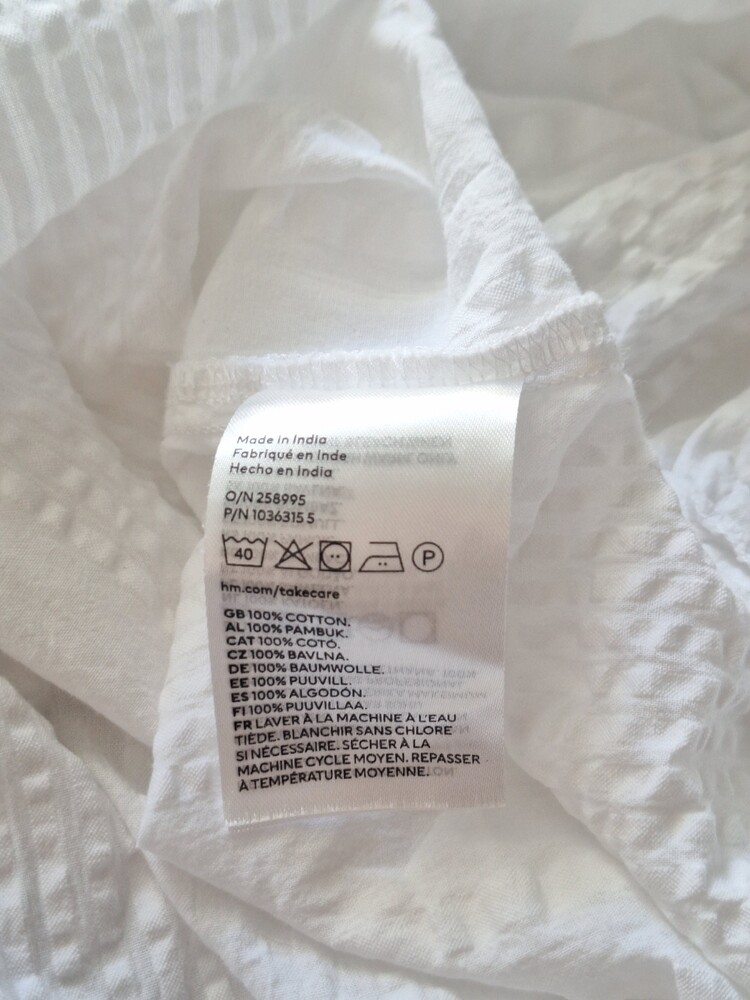 Made in India
Fabriqué en Inde
Hecho en India
O/N 258995
P/N 1036315 5
40 P
hm.com/takecare
GB 100% COTTON.
AL 100% PAMBUK.
CAT 100% COTÓ.
CZ 100% BAVLNA.
DE 100% BAUMWOLLE.
EE 100% PUUVILL.
ES 100% ALGODÓN.
FI 100% PUUVILLAA.
FR LAVER À LA MACHINE À L'EAU
TIÈDE. BLANCHIR SANS CHLORE
SI NÉCESSAIRE. SÉCHER À LA
MACHINE CYCLE MOYEN. REPASSER
À TEMPÉRATURE MOYENNE.